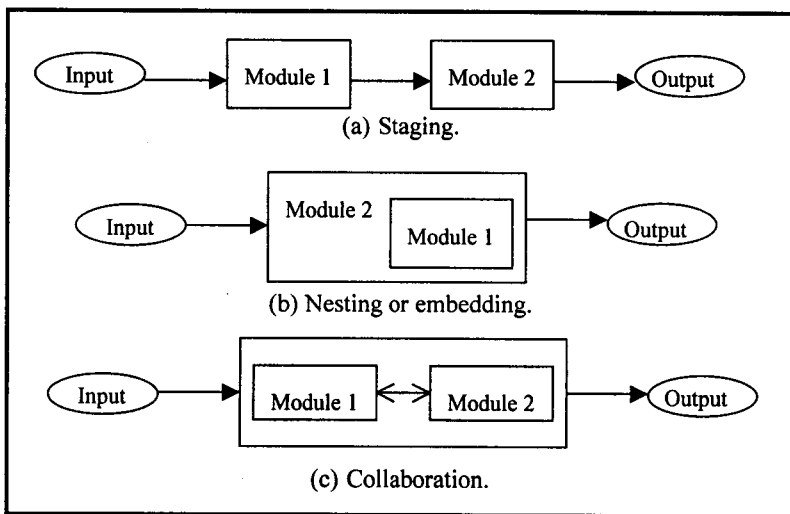 Input Module 1 Module 2 Output
(a) Staging.
Input Module 2 Module 1 Output
(b) Nesting or embedding.
Input Module 1 Module 2 Output
(c) Collaboration.